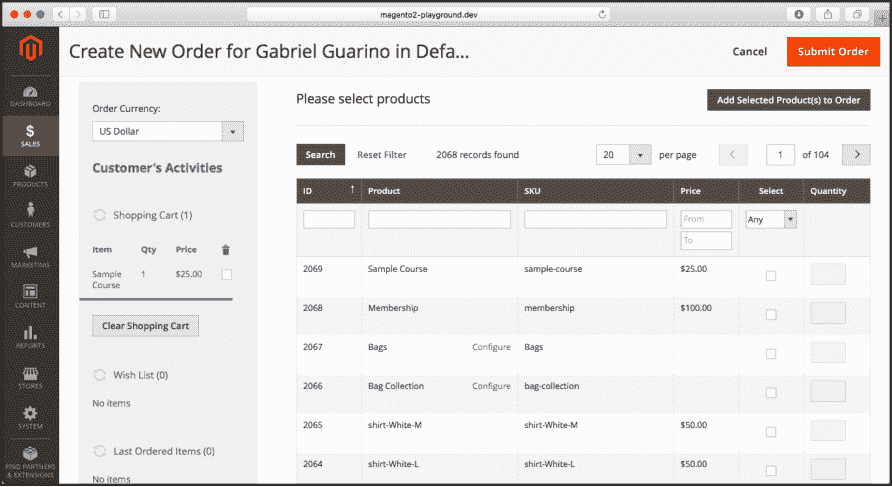 magento2-playground.dev
Create New Order for Gabriel Guarino in Defa...
Cancel
Submit Order
DASHBOARD
$
SALES
PRODUCTS
CUSTOMERS
MARKETING
CONTENT
REPORTS
STORES
SYSTEM
FIND PARTNERS
& EXTENSIONS
Order Currency:
US Dollar
Customer's Activities
Shopping Cart (1)
Item Qty Price
Sample 1 $25.00
Course
Clear Shopping Cart
Wish List (0)
No items
Last Ordered Items (0)
No items
Please select products
Add Selected Product(s) to Order
Search Reset Filter 2068 records found 20 per page 1 of 104
ID ↑ Product SKU Price Select Quantity
From Any
To
2069 Sample Course sample-course $25.00
2068 Membership membership $100.00
2067 Bags Configure Bags
2066 Bag Collection Configure bag-collection
2065 shirt-White-M shirt-White-M $50.00
2064 shirt-White-L shirt-White-L $50.00